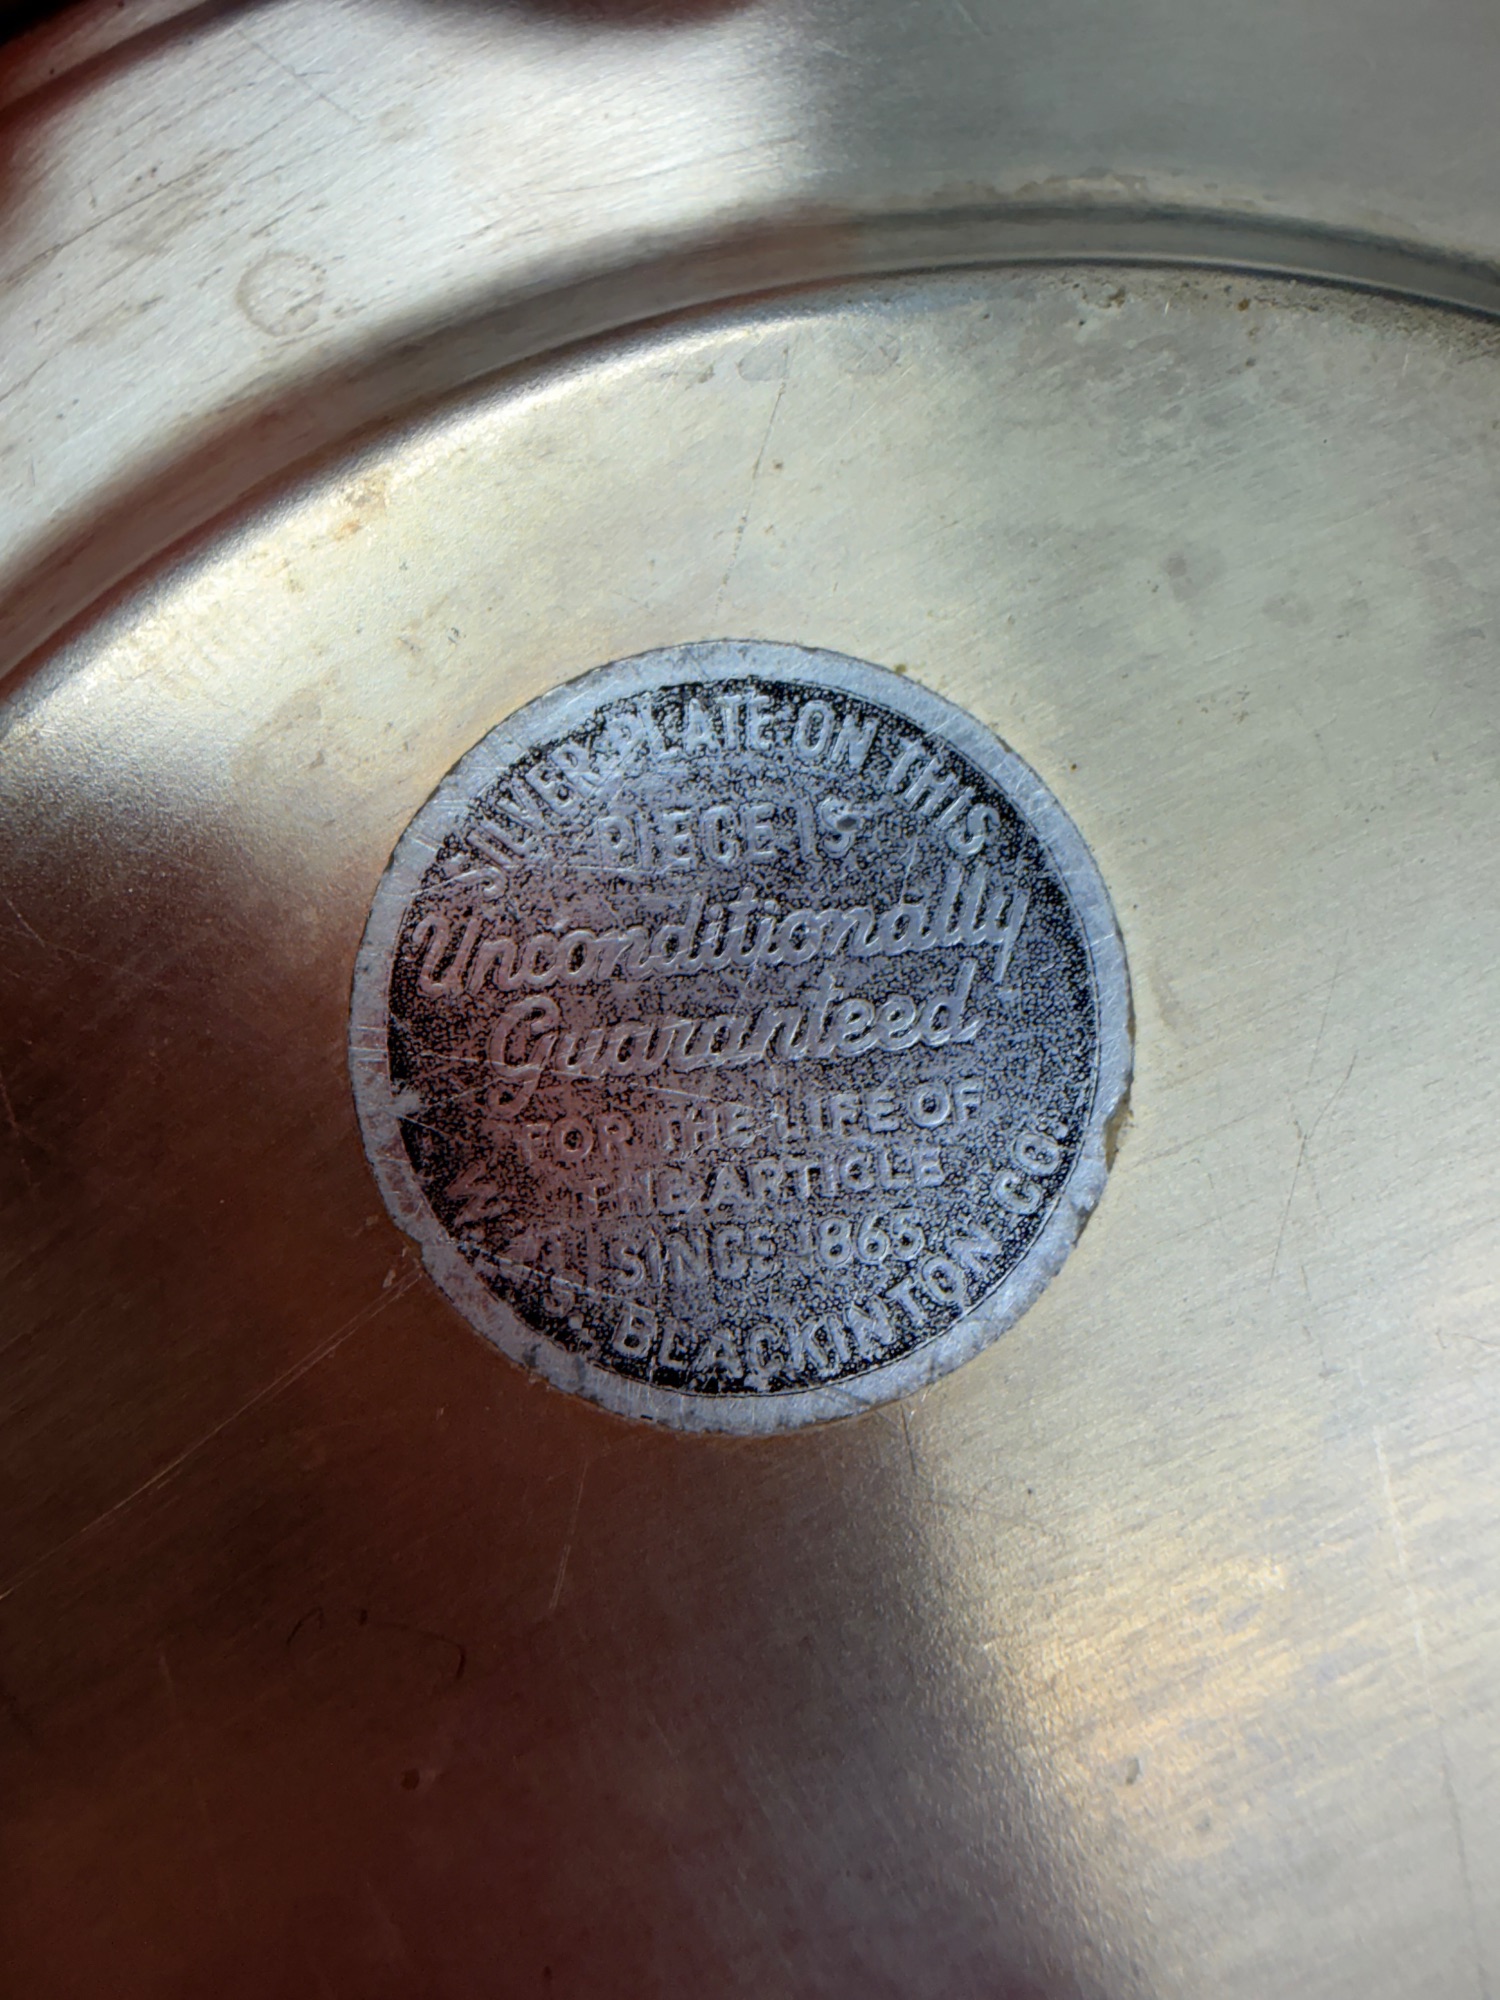 SILVER PLATE ON THIS
PIECE IS
Unconditionally
Guaranteed
FOR THE LIFE OF
THE ARTICLE
SINCE 1865
BLACKINTON CO.